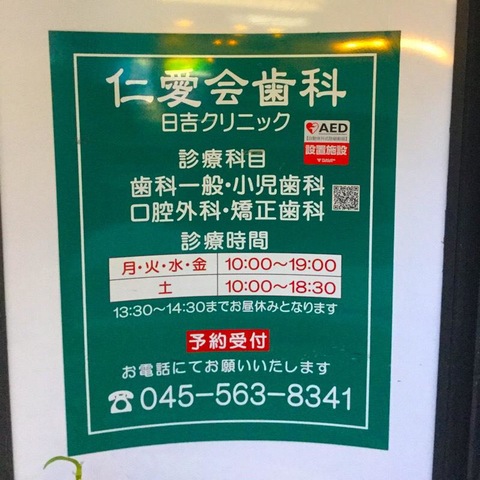 仁愛会歯科
日吉クリニック
AED
設置施設
診療科目
歯科一般・小児歯科
口腔外科・矯正歯科
診療時間
月・火・水・金 10:00〜19:00
土 10:00〜18:30
13:30〜14:30までお昼休みとなります
予約受付
お電話にてお願いいたします
☎045-563-8341